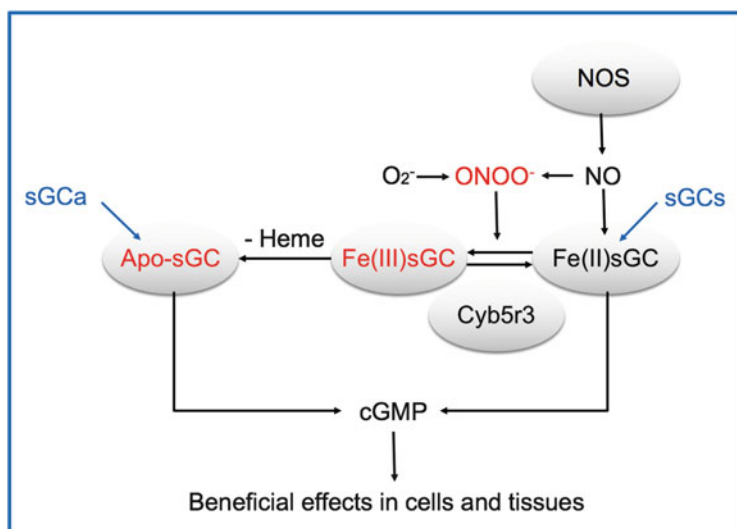 NOS
O₂⁻
ONOO⁻
NO
sGCa
sGCs
- Heme
Apo-sGC
Fe(III)sGC
Fe(II)sGC
Cyb5r3
cGMP
Beneficial effects in cells and tissues